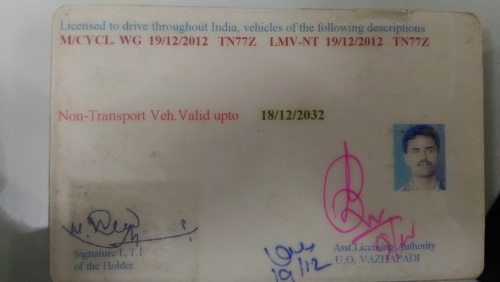 Licensed to drive throughout India, vehicles of the following descriptions
M/CYCL. WG 19/12/2012 TN77Z LMV-NT 19/12/2012 TN77Z
Non-Transport Veh.Valid upto 18/12/2032
Signature/L.T.I
of the Holder
19/12
Asst.Licensing Authority
U.O, VAZHAPADI